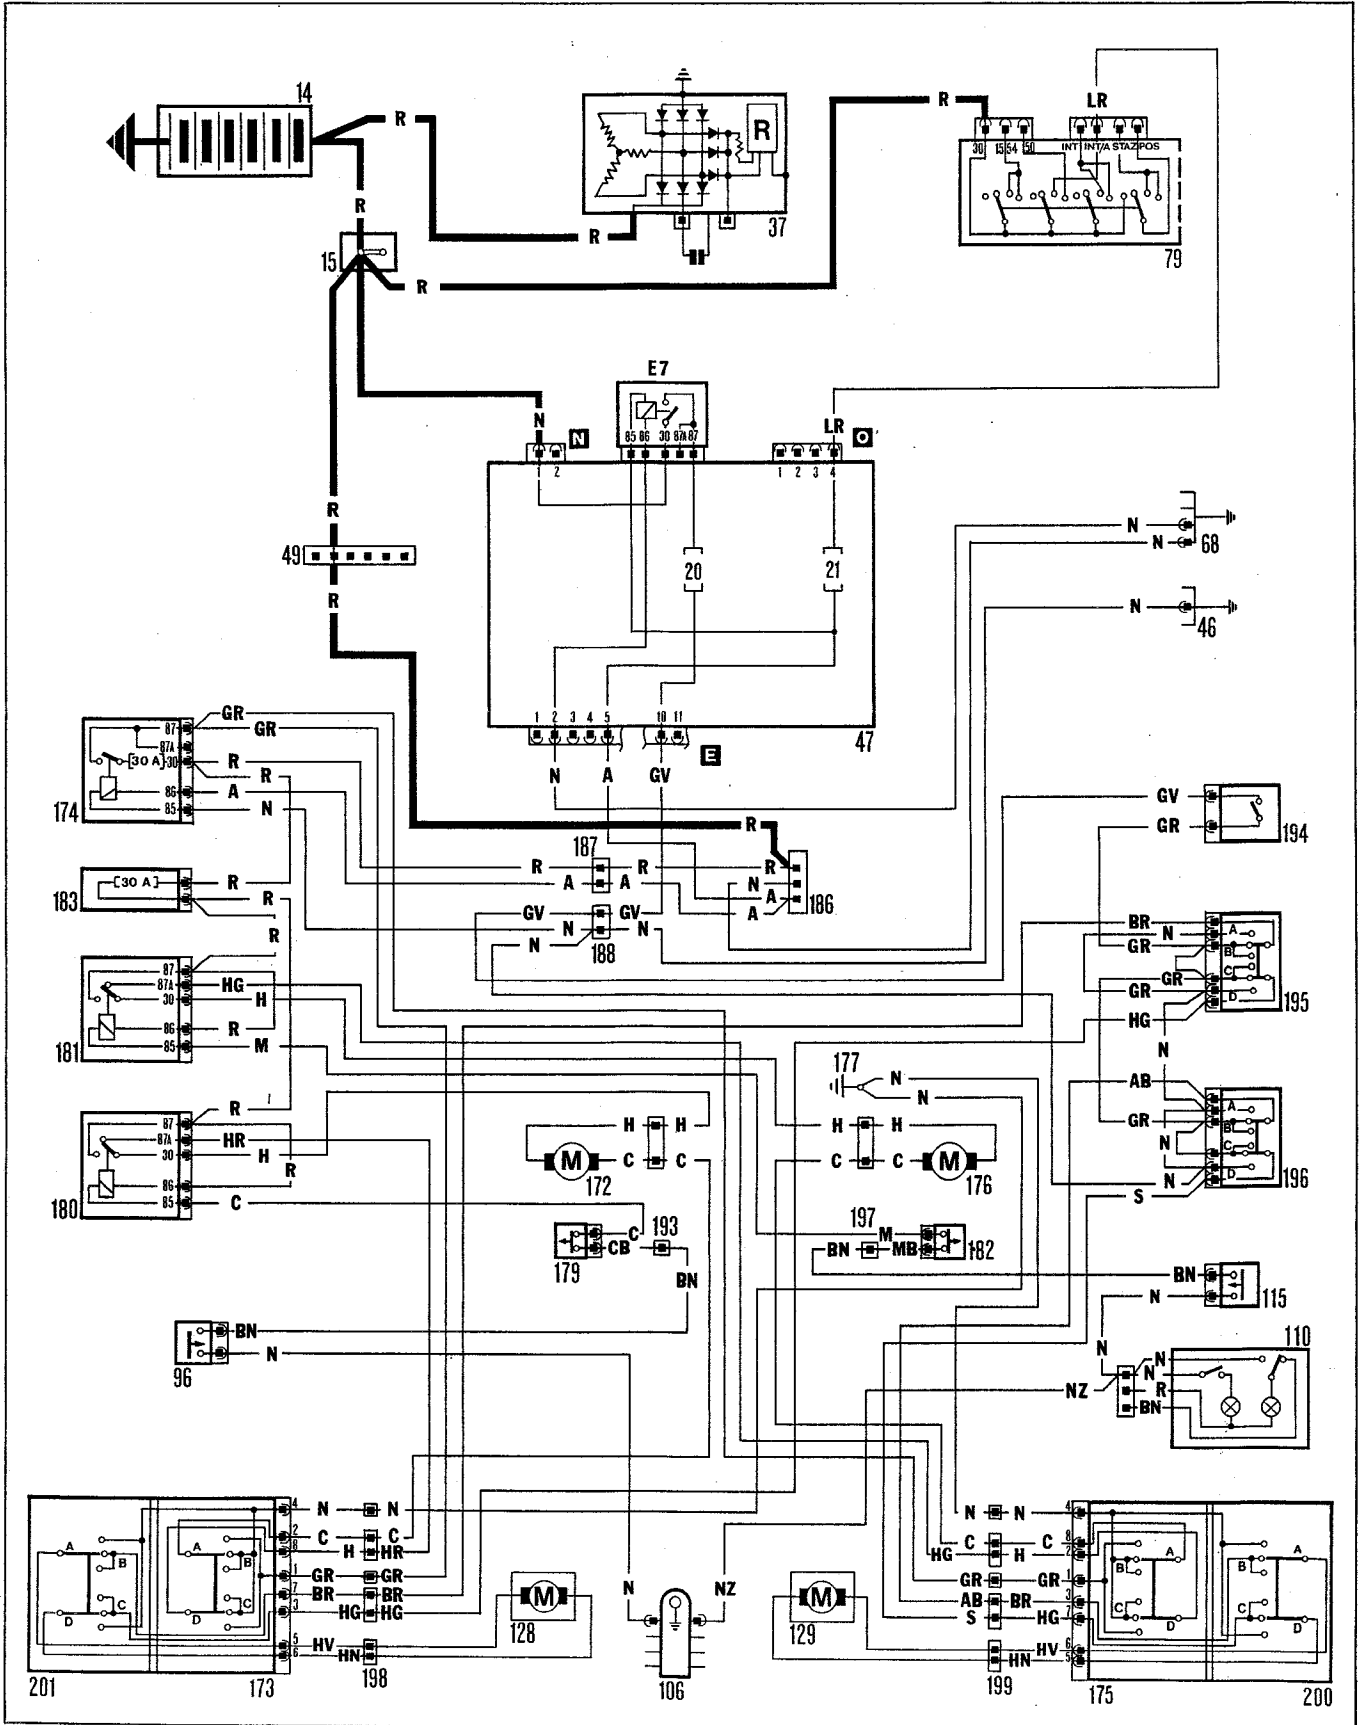 14
R
R
37
R
R
R
15
R
LR
30 15 54 50 INT INT/A STAZ POS
79
E7
N
N
85 86 30 87A 87
LR
O
1 2
1 2 3 4
R
49
20
21
N
N
68
R
N
46
1 2 3 4 5 10 11
47
E
N A GV
87
87A
[30 A] 30
86
85
174
GR
GR
R
R
A
N
R
GV
GR
194
[30 A]
183
R
R
R
187
R R R
A A N
A
A
186
GV GV
N N
N
188
BR
N
GR
GR
GR
HG
A
B
C
D
195
N
87
87A
30
86
85
181
HG
H
R
M
177
N
N
AB
GR
N
N
S
A
B
C
D
196
87
87A
30
86
85
180
R
HR
H
R
C
H H
C C
M
172
H H
C C
M
176
193
C
CB
179
BN
197
M
BN MB
182
BN
N
115
96
BN
N
110
N
N
N
R
BN
NZ
4
2
8
1
7
3
5
6
N N
C C
H HR
GR GR
BR BR
HG HG
HV
HN
198
A
B
C
D
A
B
C
D
201
173
M
128
N
NZ
106
M
129
N N
C C
HG H
GR GR
AB BR
S HG
HV
HN
199
4
8
2
1
3
7
6
5
A
B
C
D
A
B
C
D
175
200